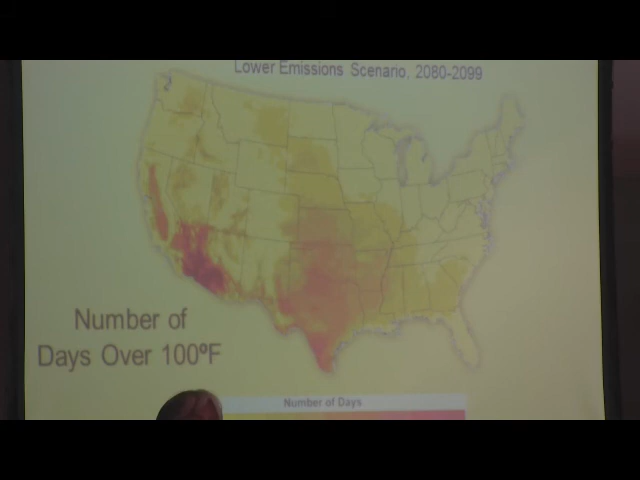 Lower Emissions Scenario, 2080-2099
Number of
Days Over 100ºF
Number of Days